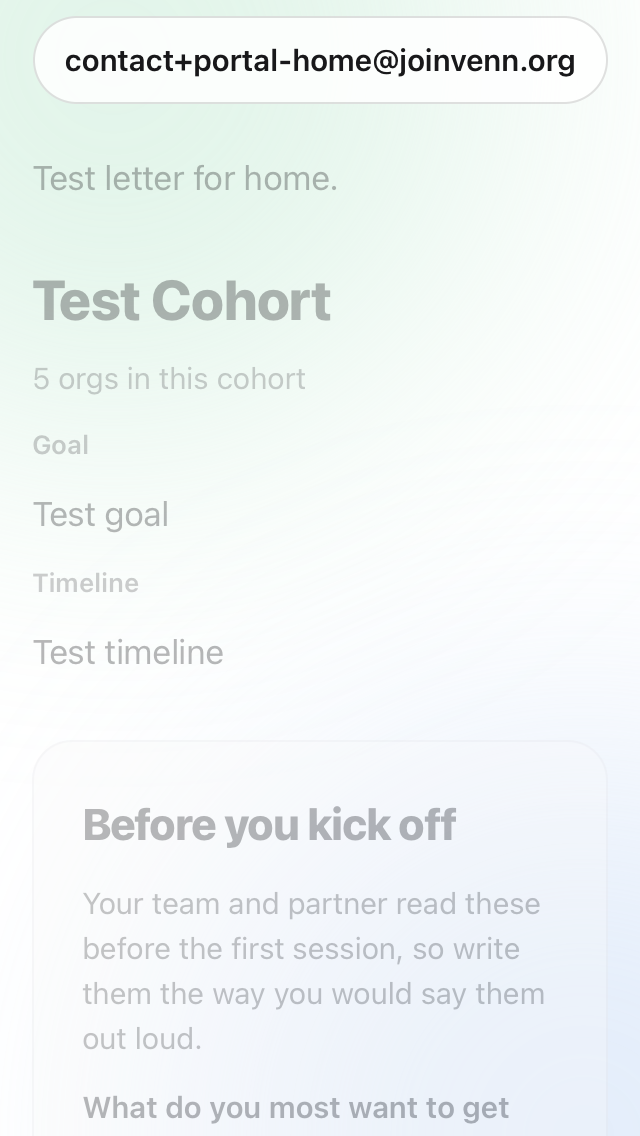 contact+portal-home@joinvenn.org
Test letter for home.
Test Cohort
5 orgs in this cohort
Goal
Test goal
Timeline
Test timeline
Before you kick off
Your team and partner read these
before the first session, so write
them the way you would say them
out loud.
What do you most want to get